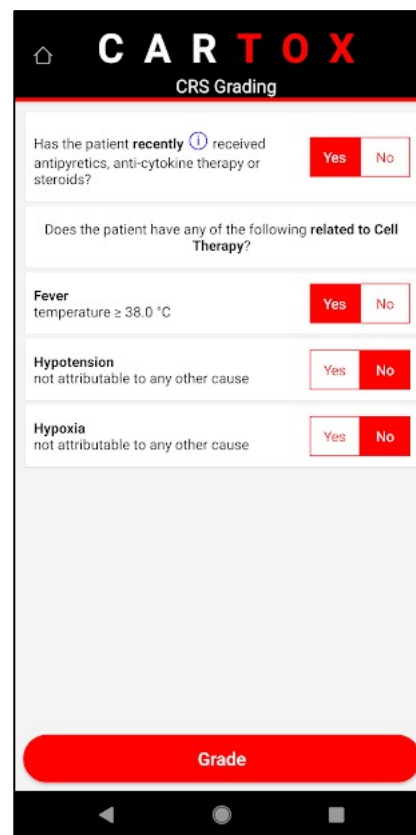 CARTOX
CRS Grading
Has the patient recently ⓘ received
antipyretics, anti-cytokine therapy or
steroids?
Yes No
Does the patient have any of the following related to Cell
Therapy?
Fever
temperature ≥ 38.0 °C
Yes No
Hypotension
not attributable to any other cause
Yes No
Hypoxia
not attributable to any other cause
Yes No
Grade